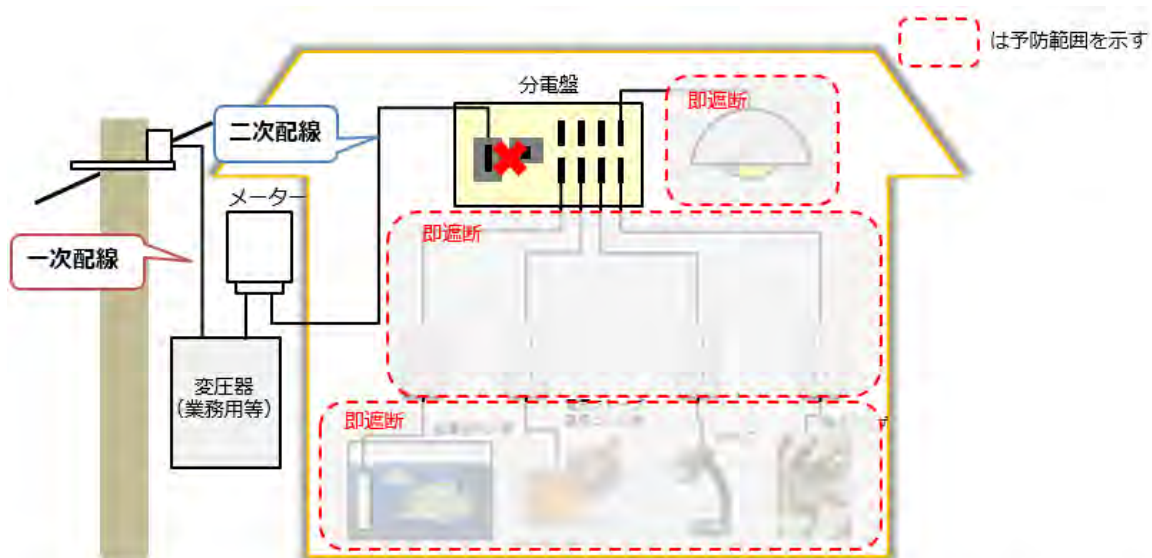 は予防範囲を示す
分電盤
即遮断
二次配線
メーター
一次配線
即遮断
変圧器
(業務用等)
即遮断